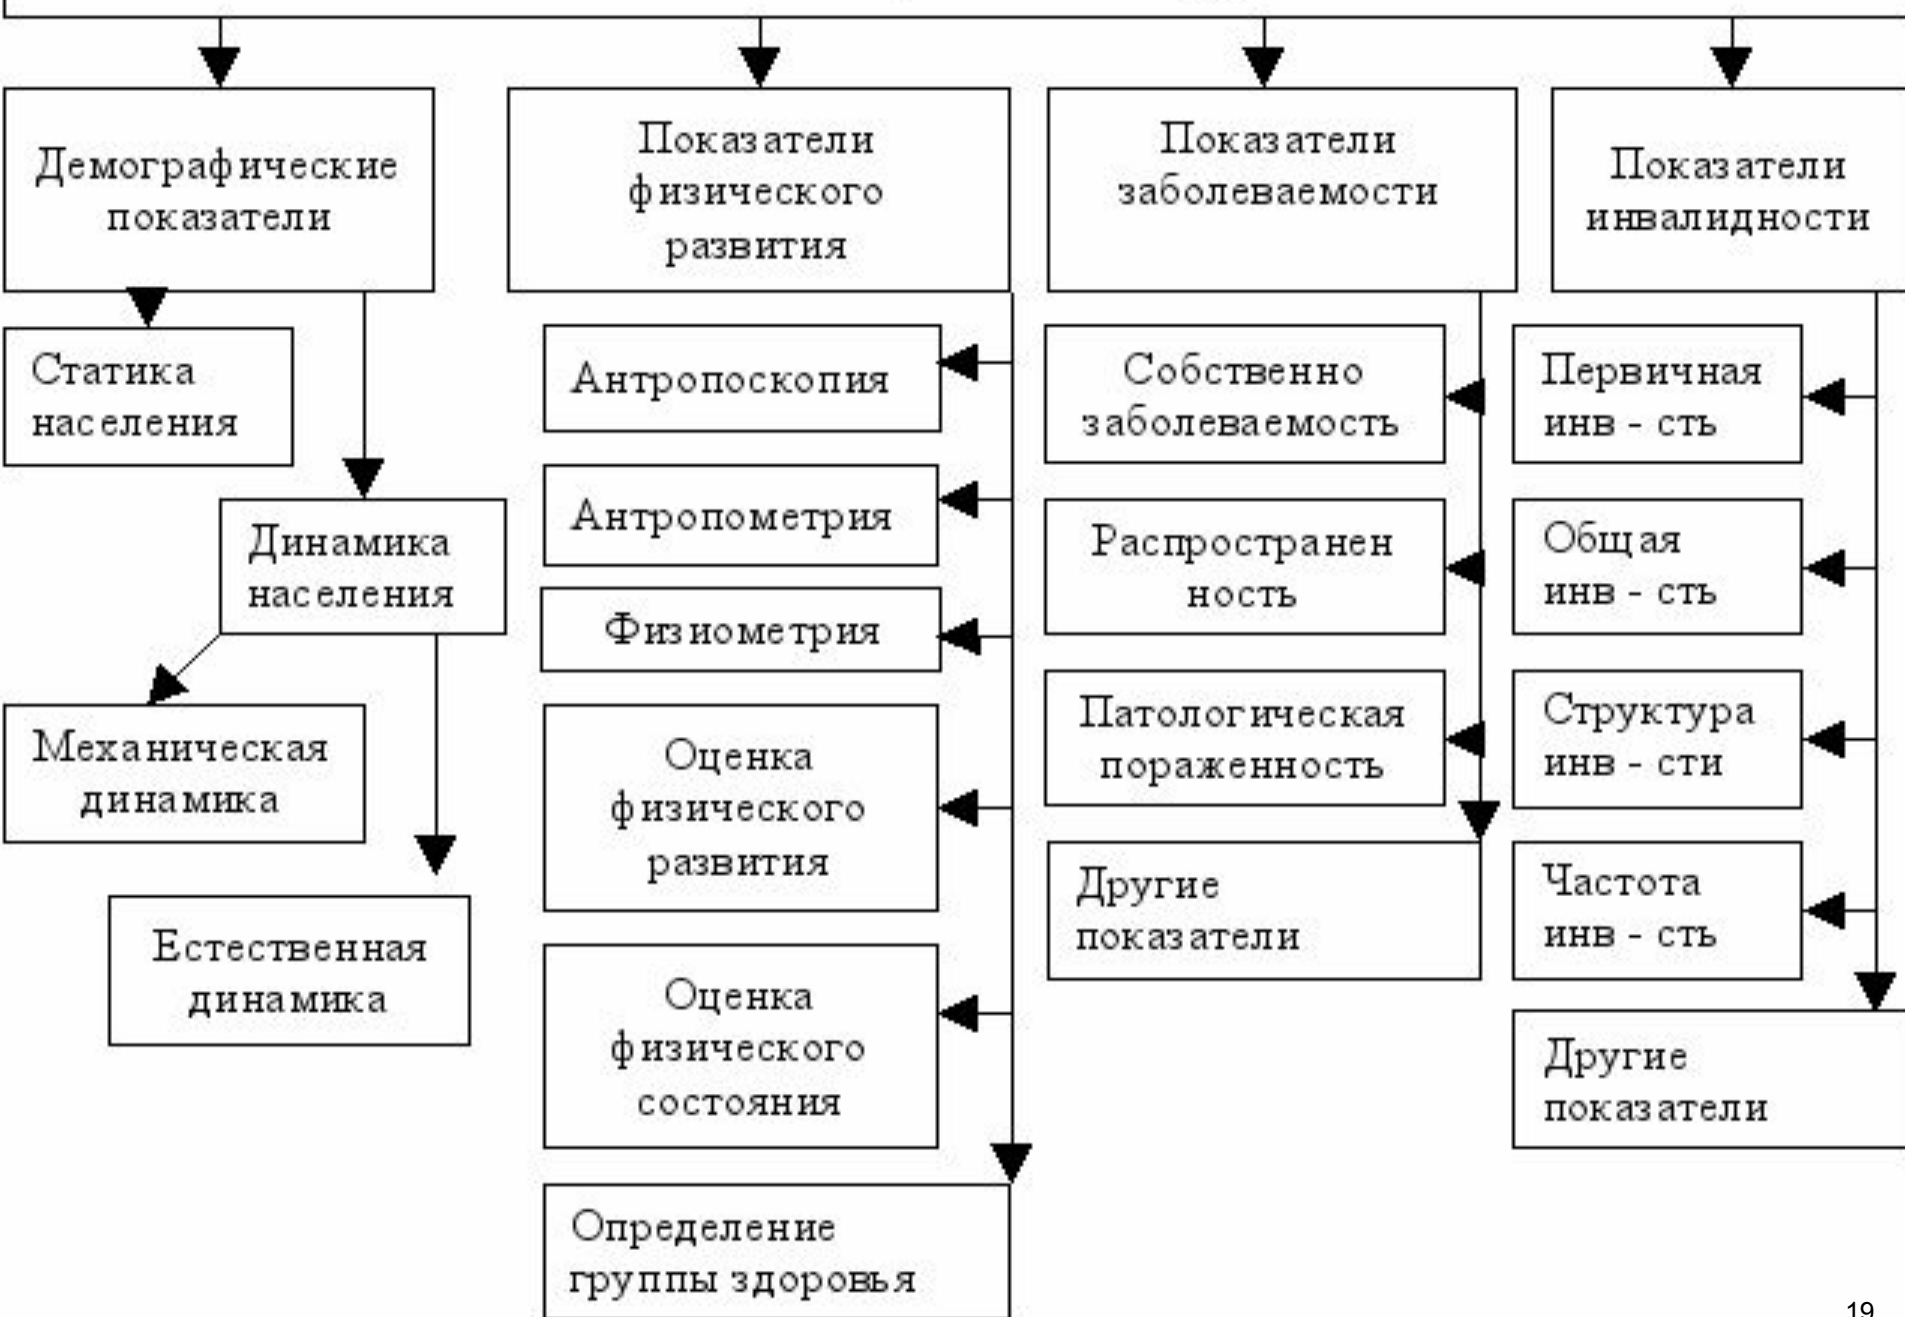 Демографические
показатели
Показатели
физического
развития
Показатели
заболеваемости
Показатели
инвалидности
Статика
населения
Динамика
населения
Механическая
динамика
Естественная
динамика
Антропоскопия
Антропометрия
Физиометрия
Оценка
физического
развития
Оценка
физического
состояния
Определение
группы здоровья
Собственно
заболеваемость
Распространен
ность
Патологическая
пораженность
Другие
показатели
Первичная
инв - сть
Общая
инв - сть
Структура
инв - сти
Частота
инв - сть
Другие
показатели
19